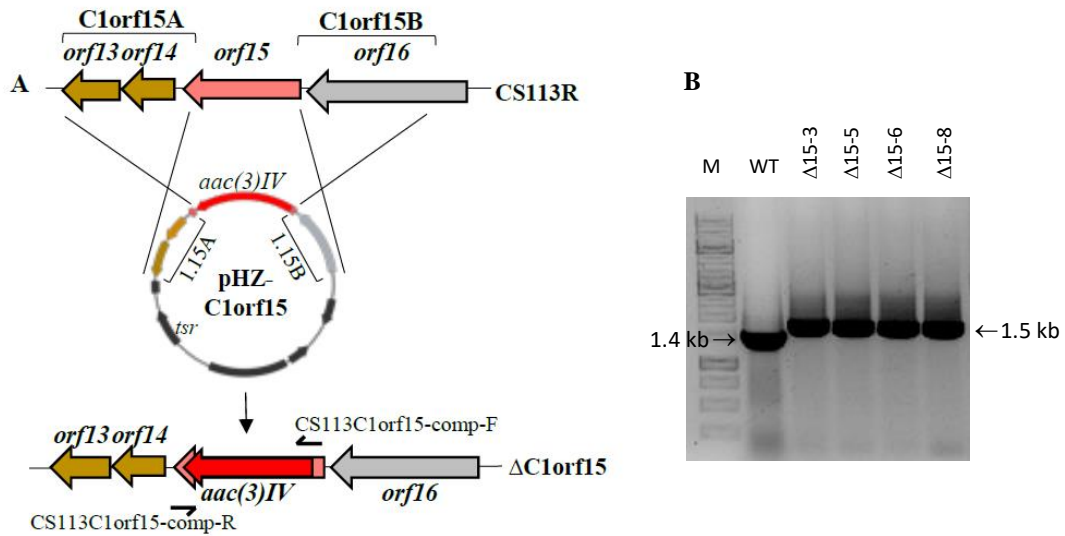 A
C1orf15A
C1orf15B
orf13 orf14 orf15 orf16
CS113R
aac(3)IV
1.15A
1.15B
pHZ-
C1orf15
tsr
CS113C1orf15-comp-F
orf13 orf14
ΔC1orf15
aac(3)IV
orf16
CS113C1orf15-comp-R
B
M WT Δ15-3 Δ15-5 Δ15-6 Δ15-8
1.4 kb→
←1.5 kb